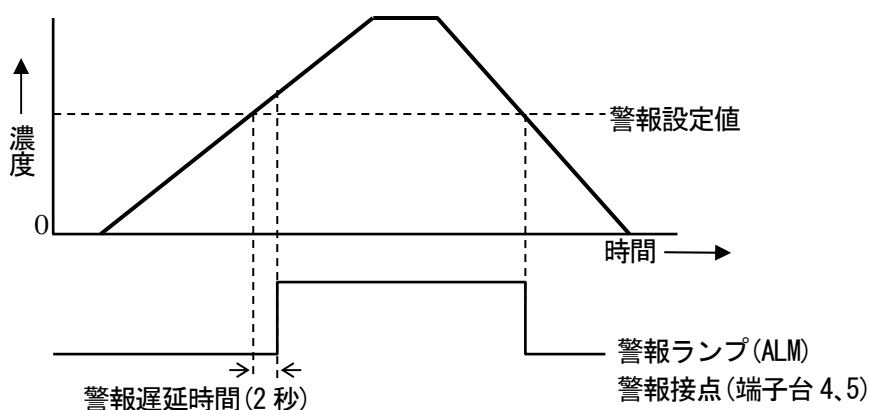 濃度
警報設定値
0
時間
警報ランプ(ALM)
警報接点(端子台 4、5)
警報遅延時間(2 秒)